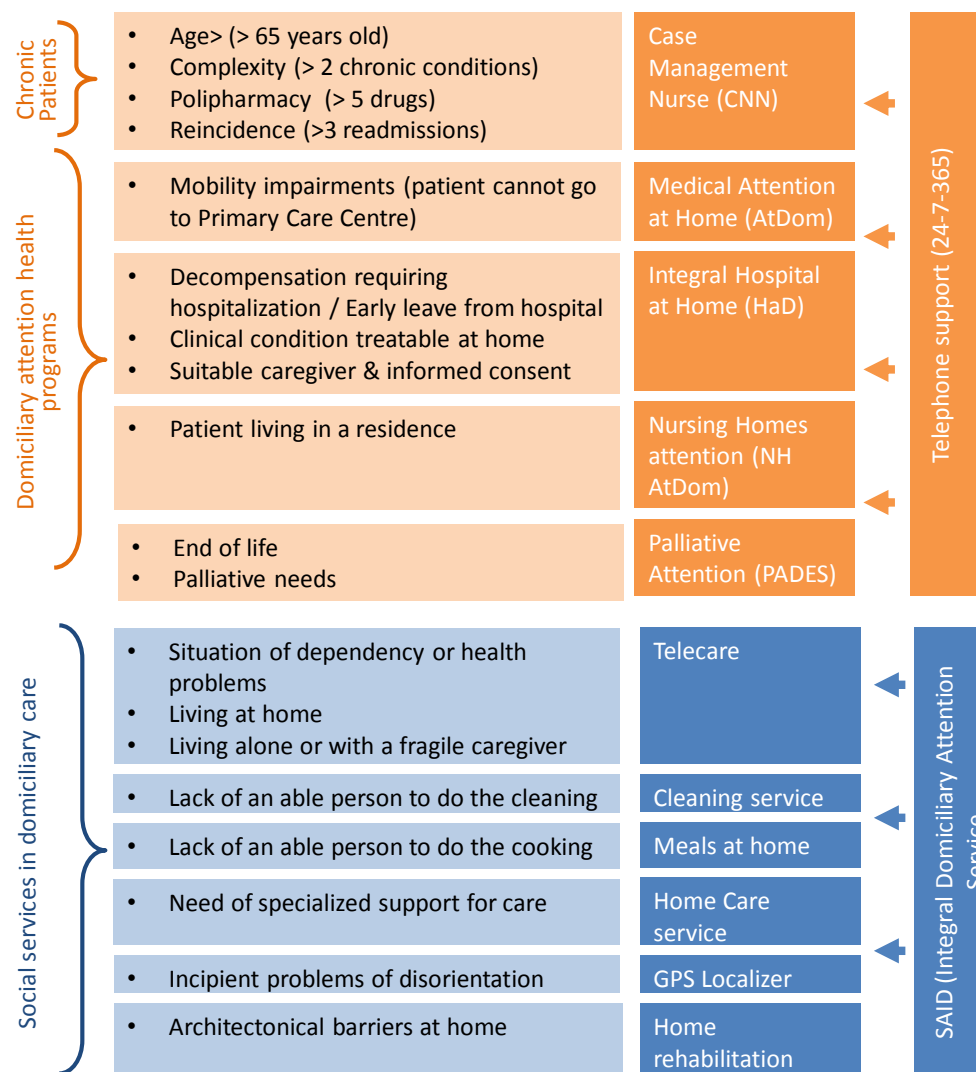 Chronic
Patients
• Age> (> 65 years old)
• Complexity (> 2 chronic conditions)
• Polipharmacy (> 5 drugs)
• Reincidence (>3 readmissions)
Case
Management
Nurse (CNN)
Domiciliary attention health
programs
• Mobility impairments (patient cannot go
to Primary Care Centre)
Medical Attention
at Home (AtDom)
• Decompensation requiring
hospitalization / Early leave from hospital
• Clinical condition treatable at home
• Suitable caregiver & informed consent
Integral Hospital
at Home (HaD)
• Patient living in a residence
Nursing Homes
attention (NH
AtDom)
• End of life
• Palliative needs
Palliative
Attention (PADES)
Telephone support (24-7-365)
Social services in domiciliary care
• Situation of dependency or health
problems
• Living at home
• Living alone or with a fragile caregiver
Telecare
• Lack of an able person to do the cleaning
Cleaning service
• Lack of an able person to do the cooking
Meals at home
• Need of specialized support for care
Home Care
service
• Incipient problems of disorientation
GPS Localizer
• Architectonical barriers at home
Home
rehabilitation
SAID (Integral Domiciliary Attention
Service